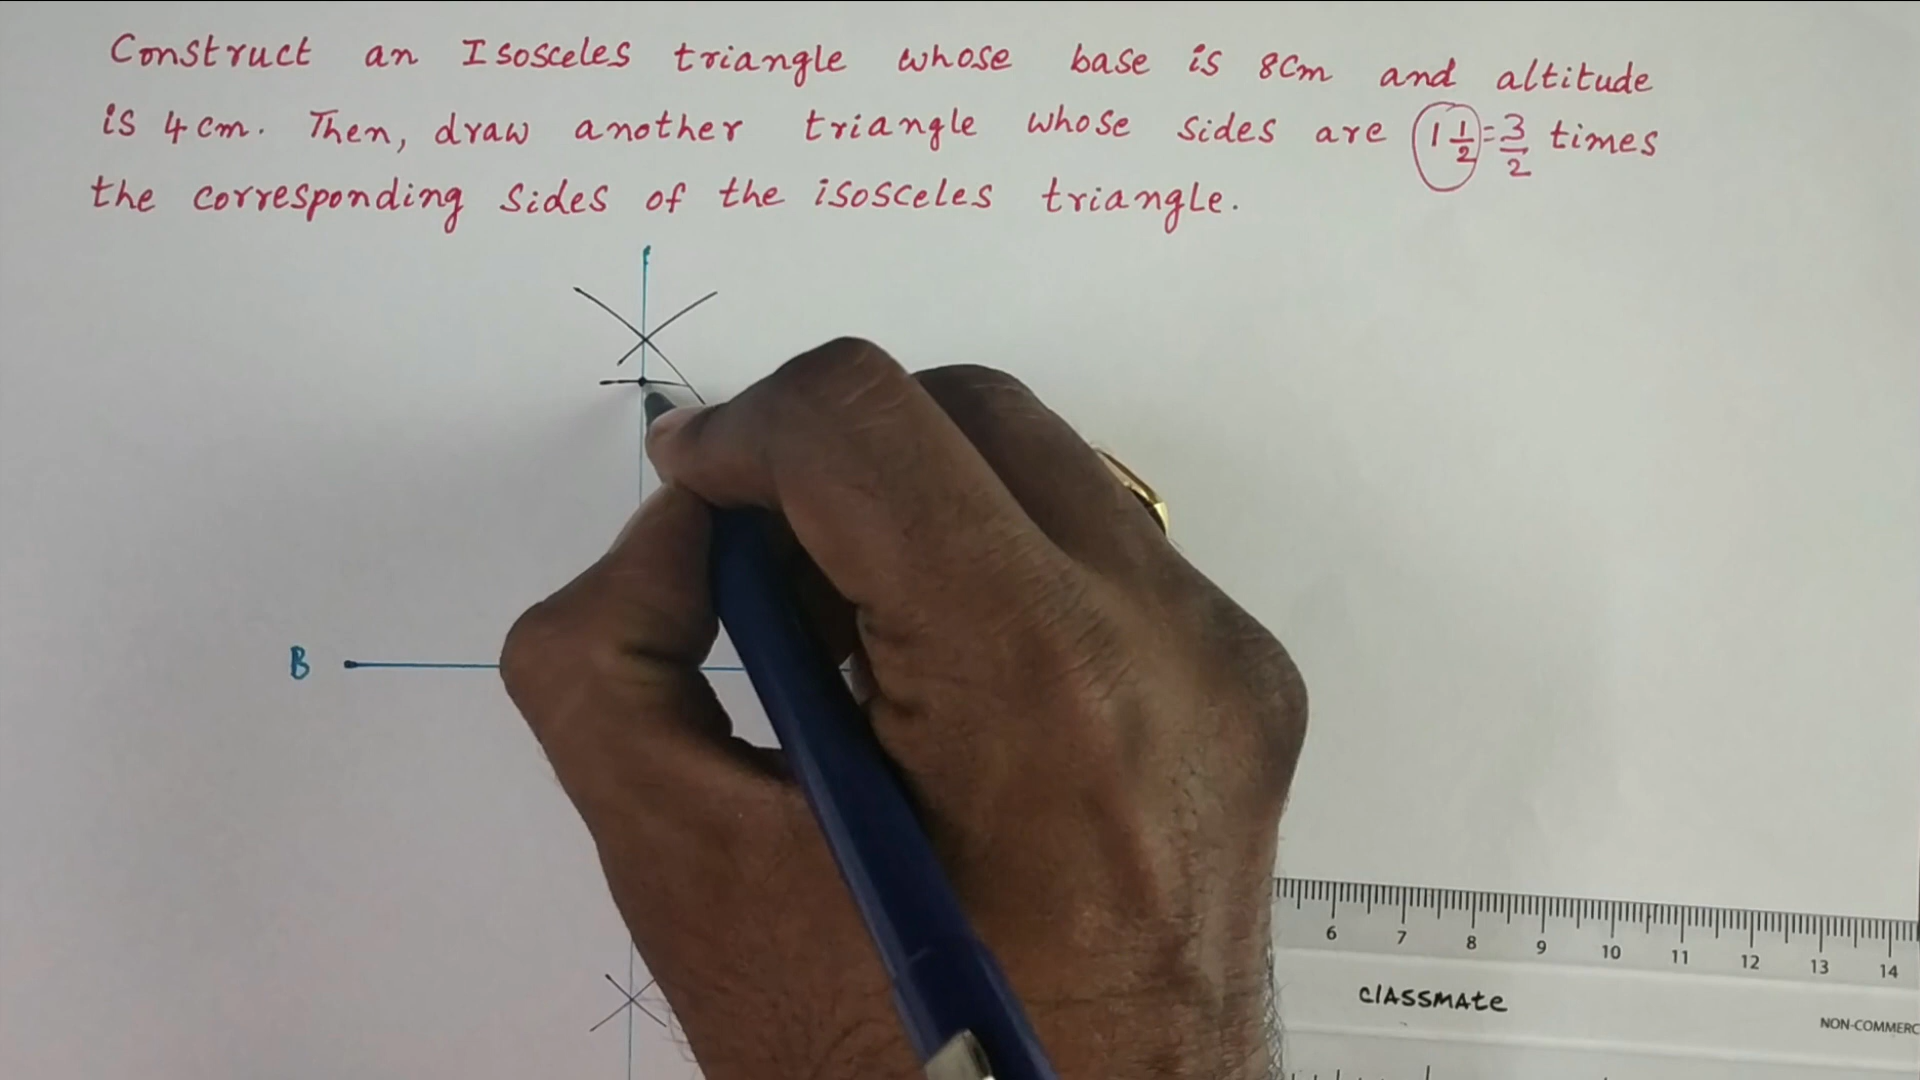 Construct an Isosceles triangle whose base is 8cm and altitude
is 4cm. Then, draw another triangle whose sides are 1 1/2 = 3/2 times
the corresponding sides of the isosceles triangle.
B
6 7 8 9 10 11 12 13 14
classmate
NON-COMMERC